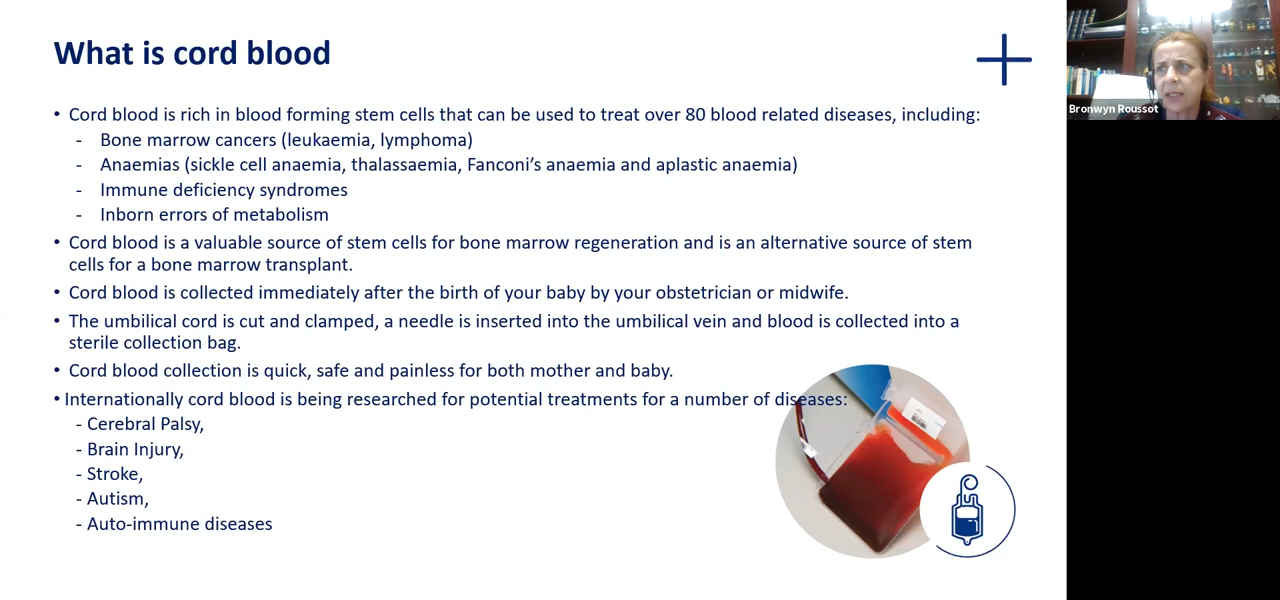 What is cord blood
• Cord blood is rich in blood forming stem cells that can be used to treat over 80 blood related diseases, including:
- Bone marrow cancers (leukaemia, lymphoma)
- Anaemias (sickle cell anaemia, thalassaemia, Fanconi’s anaemia and aplastic anaemia)
- Immune deficiency syndromes
- Inborn errors of metabolism
• Cord blood is a valuable source of stem cells for bone marrow regeneration and is an alternative source of stem
cells for a bone marrow transplant.
• Cord blood is collected immediately after the birth of your baby by your obstetrician or midwife.
• The umbilical cord is cut and clamped, a needle is inserted into the umbilical vein and blood is collected into a
sterile collection bag.
• Cord blood collection is quick, safe and painless for both mother and baby.
• Internationally cord blood is being researched for potential treatments for a number of diseases:
- Cerebral Palsy,
- Brain Injury,
- Stroke,
- Autism,
- Auto-immune diseases
Bronwyn Roussot